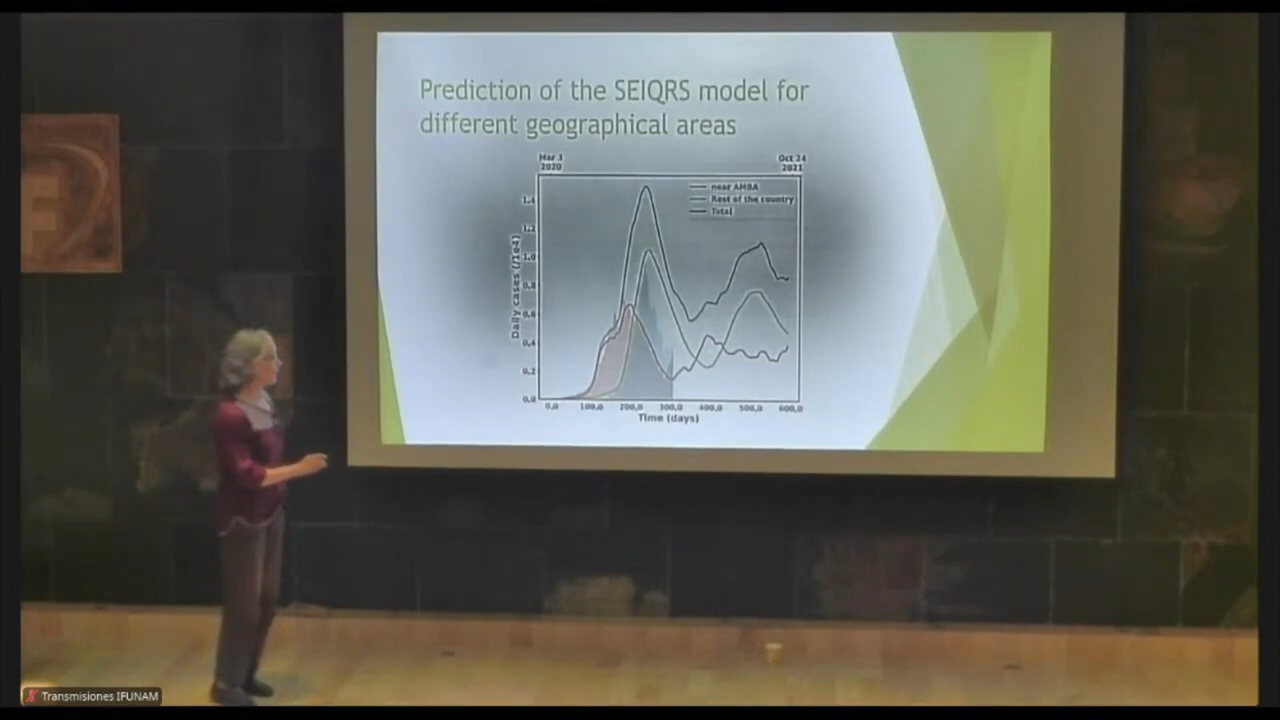 Prediction of the SEIQRS model for
different geographical areas
Mar 3
2020
Oct 24
2021
near AMBA
Rest of the country
Total
1.4
1.2
1.0
0.8
0.6
0.4
0.2
0.0
Daily cases (/1e4)
0,0 100,0 200,0 300,0 400,0 500,0 600,0
Time (days)
Transmisiones IFUNAM